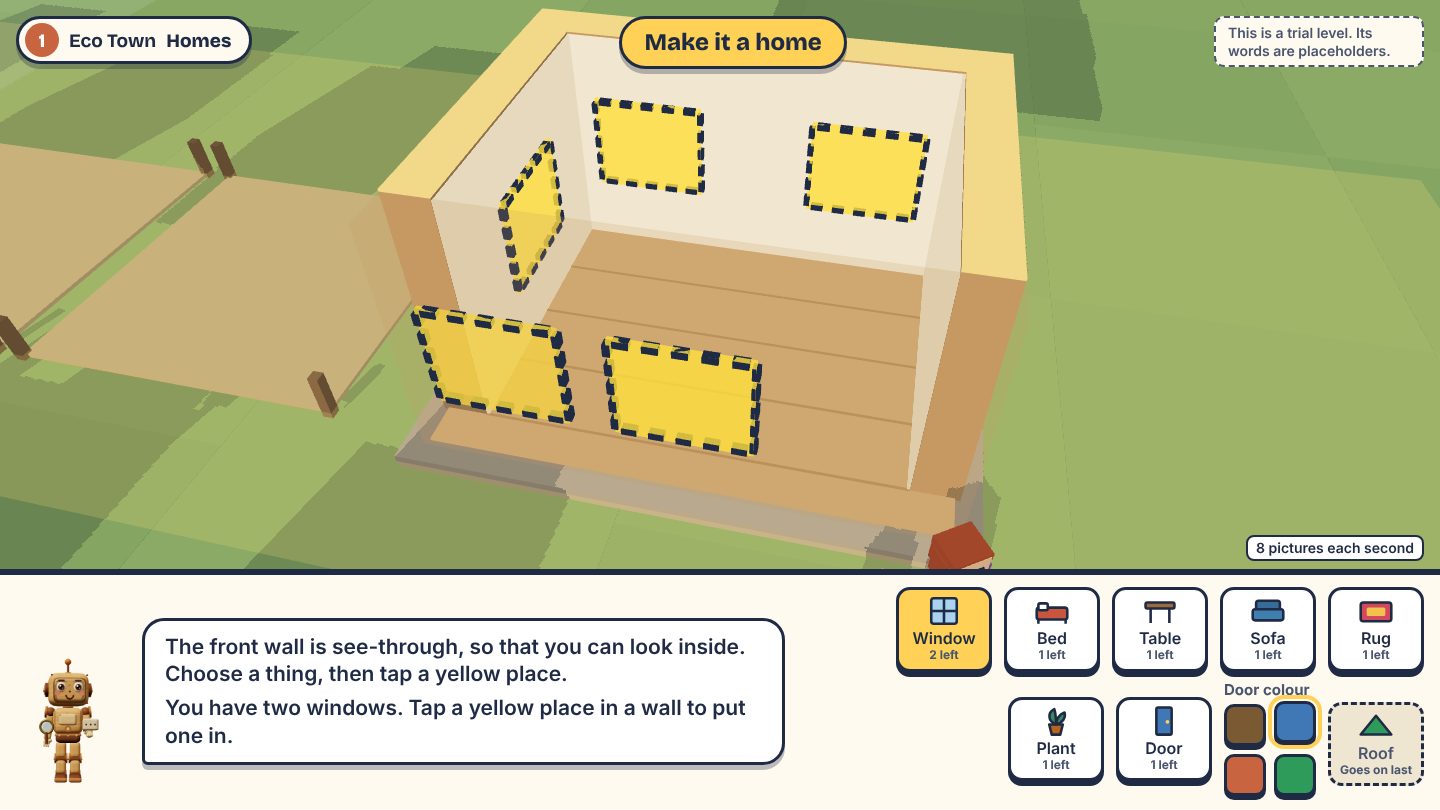 1 Eco Town Homes
Make it a home
This is a trial level. Its
words are placeholders.
8 pictures each second
The front wall is see-through, so that you can look inside.
Choose a thing, then tap a yellow place.
You have two windows. Tap a yellow place in a wall to put
one in.
Window
2 left
Bed
1 left
Table
1 left
Sofa
1 left
Rug
1 left
Plant
1 left
Door
1 left
Door colour
Roof
Goes on last